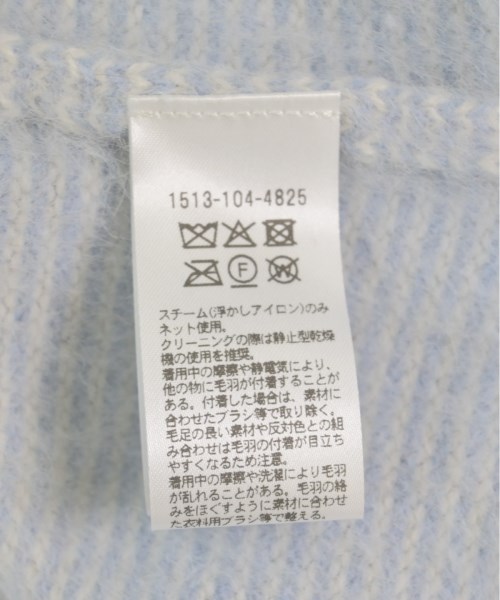 1513-104-4825
F
W
スチーム(浮かしアイロン)のみ
ネット使用。
クリーニングの際は静止型乾燥
機の使用を推奨。
着用中の摩擦や静電気により、
他の物に毛羽が付着することが
ある。付着した場合は、素材に
合わせたブラシ等で取り除く。
毛足の長い素材や反対色との組
み合わせは毛羽の付着が目立ち
やすくなるため注意。
着用中の摩擦や洗濯により毛羽
が乱れることがある。毛羽の絡
みをほぐすように素材に合わせ
た衣料用ブラシ等で整える。